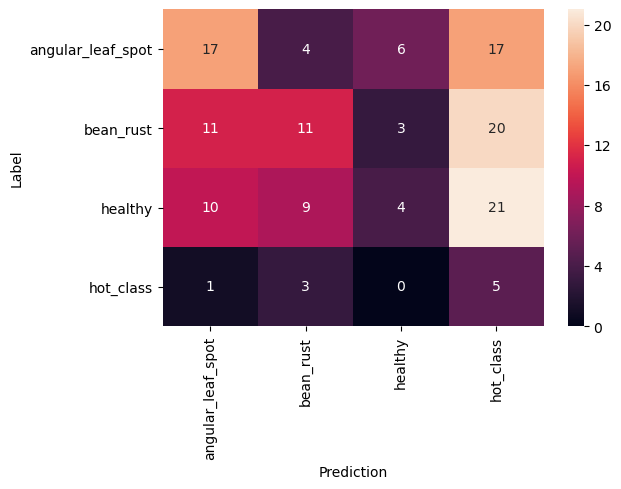 angular_leaf_spot 17 4 6 17
bean_rust 11 11 3 20
healthy 10 9 4 21
hot_class 1 3 0 5
angular_leaf_spot bean_rust healthy hot_class
Label
Prediction
20
16
12
8
4
0